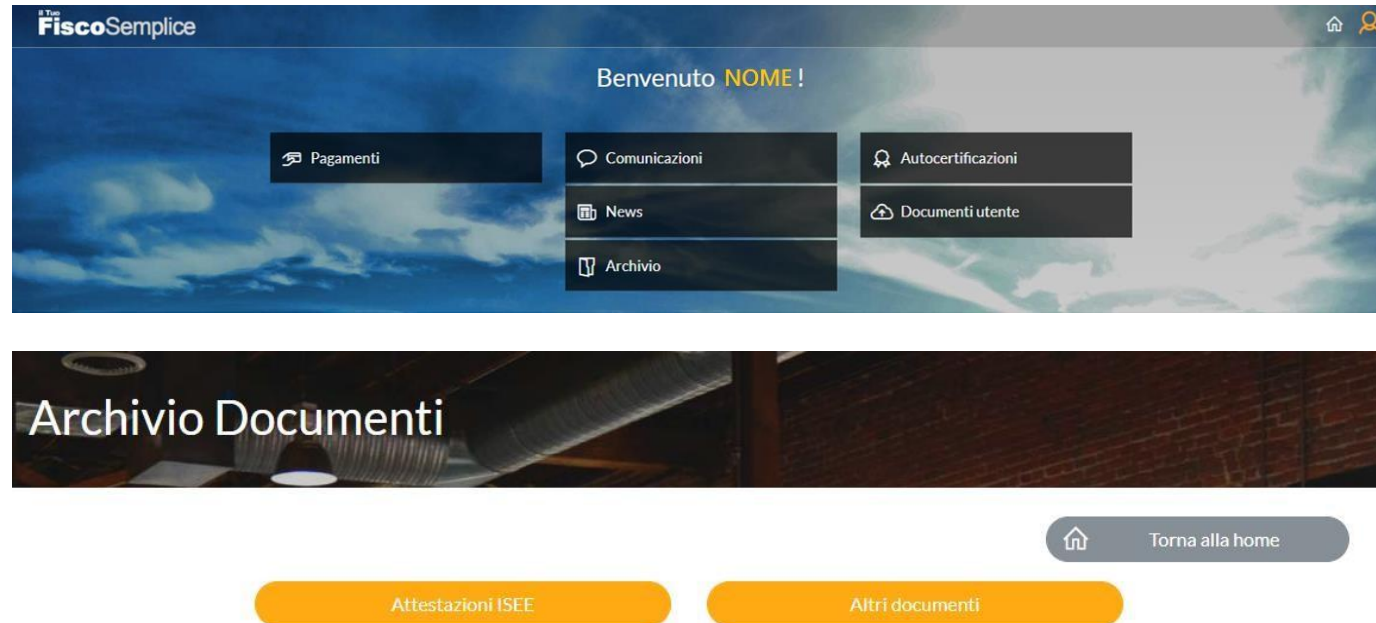 il Tuo
FiscoSemplice
Benvenuto NOME!
Pagamenti
Comunicazioni
Autocertificazioni
News
Documenti utente
Archivio
Archivio Documenti
Torna alla home
Attestazioni ISEE
Altri documenti